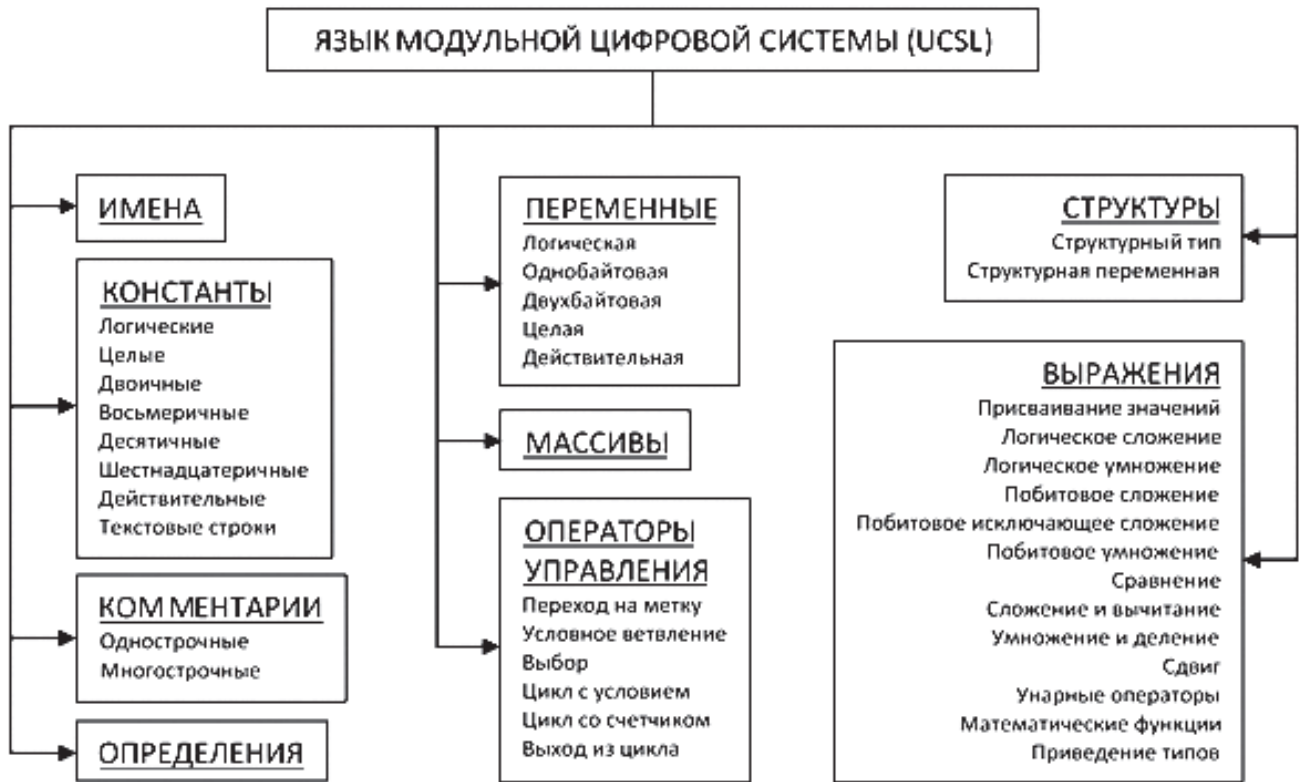 ЯЗЫК МОДУЛЬНОЙ ЦИФРОВОЙ СИСТЕМЫ (UCSL)
ИМЕНА
КОНСТАНТЫ
Логические
Целые
Двоичные
Восьмеричные
Десятичные
Шестнадцатеричные
Действительные
Текстовые строки
КОММЕНТАРИИ
Однострочные
Многострочные
ОПРЕДЕЛЕНИЯ
ПЕРЕМЕННЫЕ
Логическая
Однобайтовая
Двухбайтовая
Целая
Действительная
МАССИВЫ
ОПЕРАТОРЫ
УПРАВЛЕНИЯ
Переход на метку
Условное ветвление
Выбор
Цикл с условием
Цикл со счетчиком
Выход из цикла
СТРУКТУРЫ
Структурный тип
Структурная переменная
ВЫРАЖЕНИЯ
Присваивание значений
Логическое сложение
Логическое умножение
Побитовое сложение
Побитовое исключающее сложение
Побитовое умножение
Сравнение
Сложение и вычитание
Умножение и деление
Сдвиг
Унарные операторы
Математические функции
Приведение типов